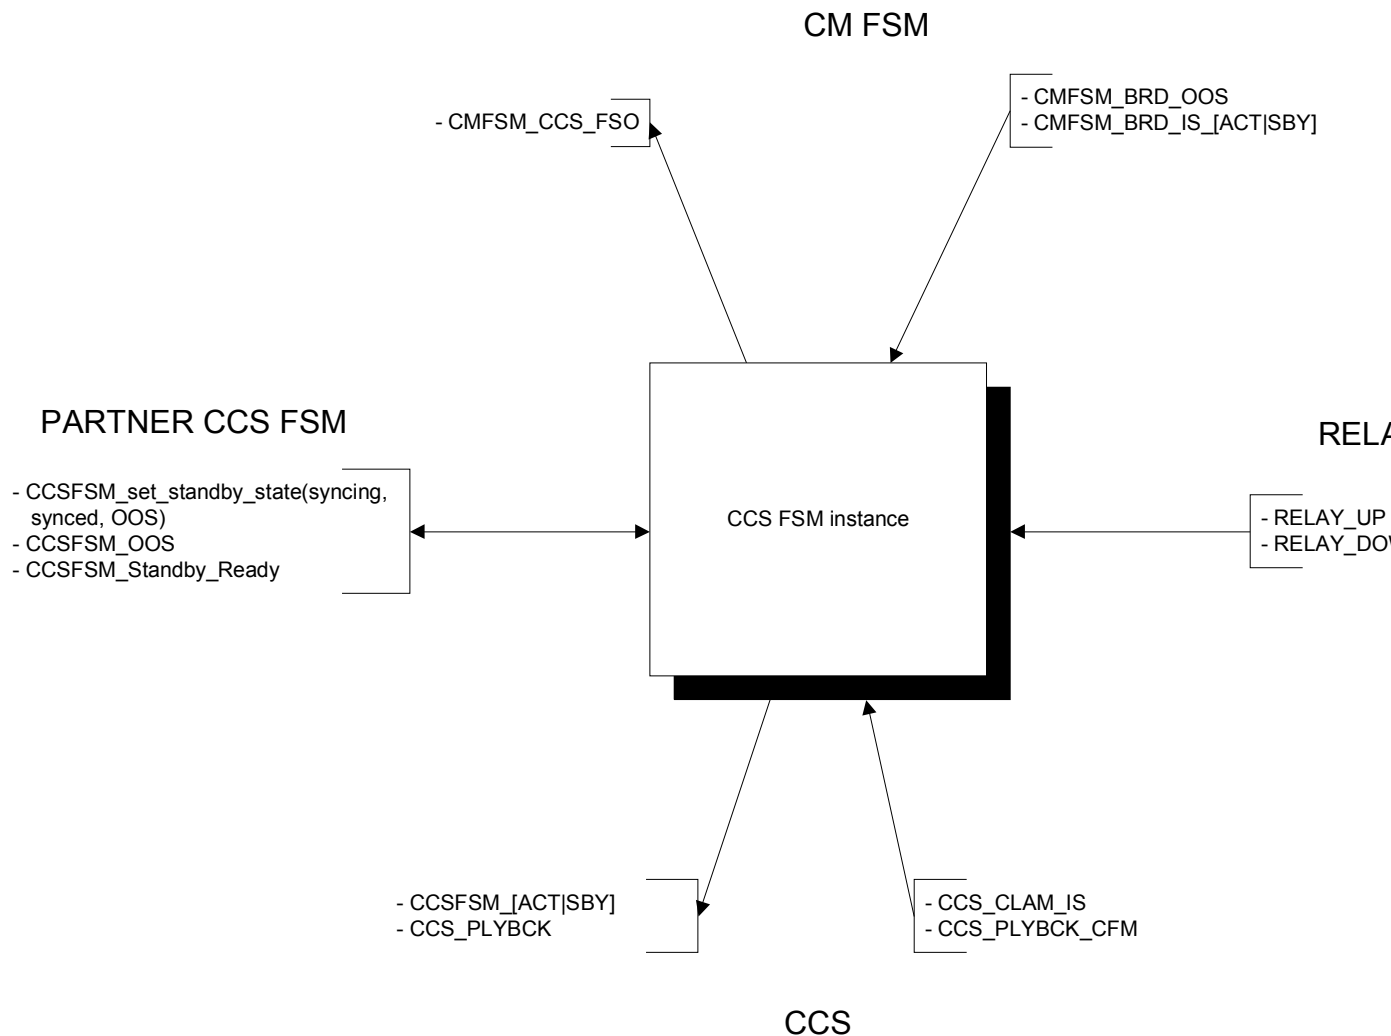 CM FSM
- CMFSM_CCS_FSO
- CMFSM_BRD_OOS
- CMFSM_BRD_IS_[ACT|SBY]
PARTNER CCS FSM
- CCSFSM_set_standby_state(syncing,
synced, OOS)
- CCSFSM_OOS
- CCSFSM_Standby_Ready
CCS FSM instance
- RELAY_UP
- CCSFSM_[ACT|SBY]
- CCS_PLYBCK
- CCS_CLAM_IS
- CCS_PLYBCK_CFM
CCS